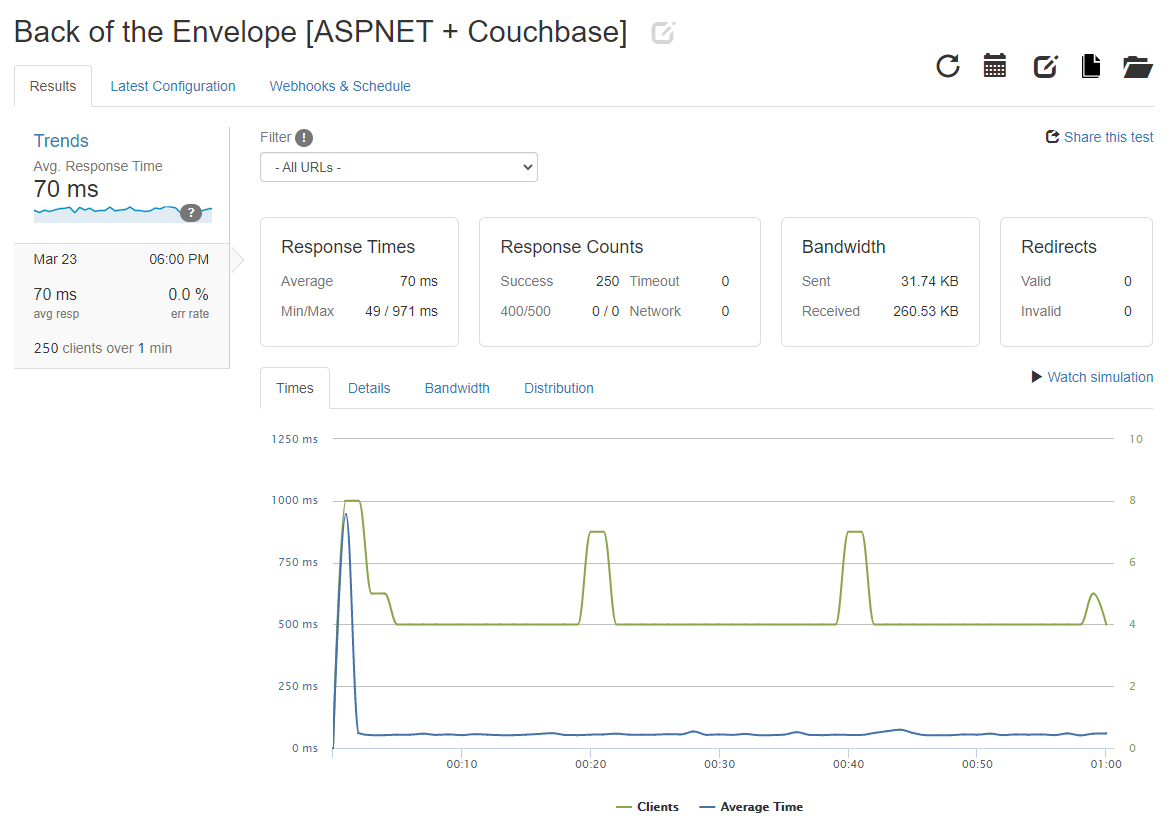 Back of the Envelope [ASPNET + Couchbase]
Results Latest Configuration Webhooks & Schedule
Trends
Avg. Response Time
70 ms
?
Mar 23 06:00 PM
70 ms 0.0 %
avg resp err rate
250 clients over 1 min
Filter !
- All URLs -
Share this test
Response Times
Average 70 ms
Min/Max 49 / 971 ms
Response Counts
Success 250 Timeout 0
400/500 0 / 0 Network 0
Bandwidth
Sent 31.74 KB
Received 260.53 KB
Redirects
Valid 0
Invalid 0
Times Details Bandwidth Distribution
Watch simulation
1250 ms 10
1000 ms 8
750 ms 6
500 ms 4
250 ms 2
0 ms 0
00:10 00:20 00:30 00:40 00:50 01:00
Clients Average Time